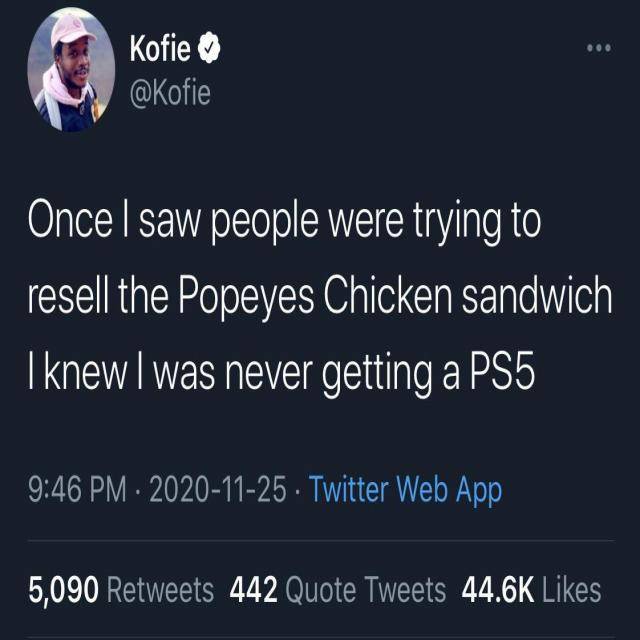 Kofie
@Kofie
Once I saw people were trying to
resell the Popeyes Chicken sandwich
I knew I was never getting a PS5
9:46 PM · 2020-11-25 · Twitter Web App
5,090 Retweets 442 Quote Tweets 44.6K Likes